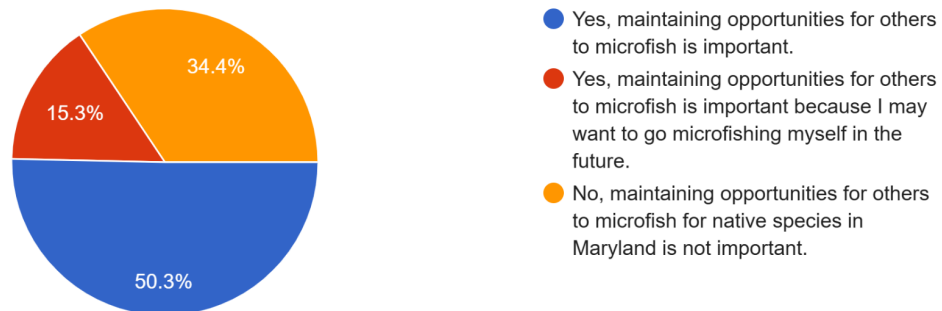 34.4%
15.3%
50.3%
Yes, maintaining opportunities for others
to microfish is important.
Yes, maintaining opportunities for others
to microfish is important because I may
want to go microfishing myself in the
future.
No, maintaining opportunities for others
to microfish for native species in
Maryland is not important.